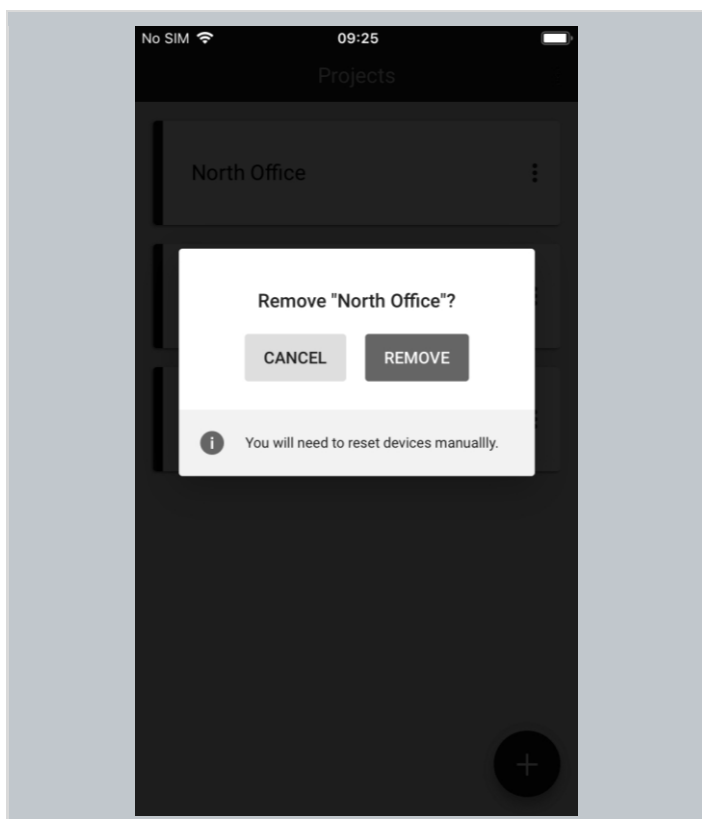 No SIM 09:25
Projects
North Office
Remove "North Office"?
CANCEL REMOVE
You will need to reset devices manuallly.